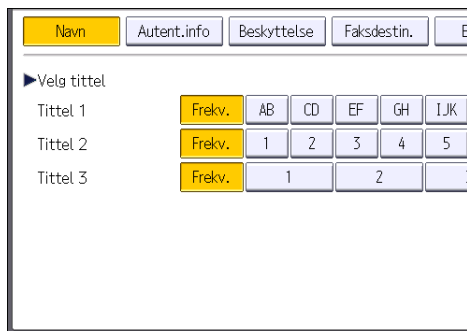 Navn Autent.info Beskyttelse Faksdestin. E
▶Velg tittel
Tittel 1 Frekv. AB CD EF GH IJK
Tittel 2 Frekv. 1 2 3 4 5
Tittel 3 Frekv. 1 2